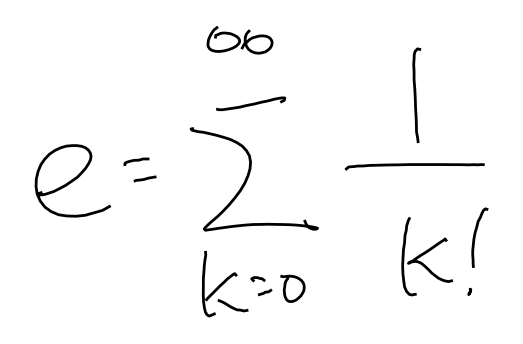 e = ∑_{k=0}^{∞} 1/k!